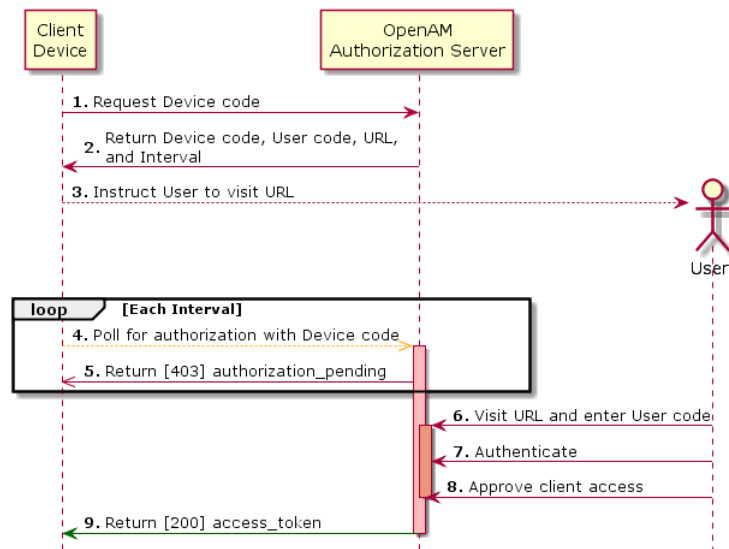 Client
Device
OpenAM
Authorization Server
1. Request Device code
2. Return Device code, User code, URL,
and Interval
3. Instruct User to visit URL
User
loop [Each Interval]
4. Poll for authorization with Device code
5. Return [403] authorization_pending
6. Visit URL and enter User code
7. Authenticate
8. Approve client access
9. Return [200] access_token